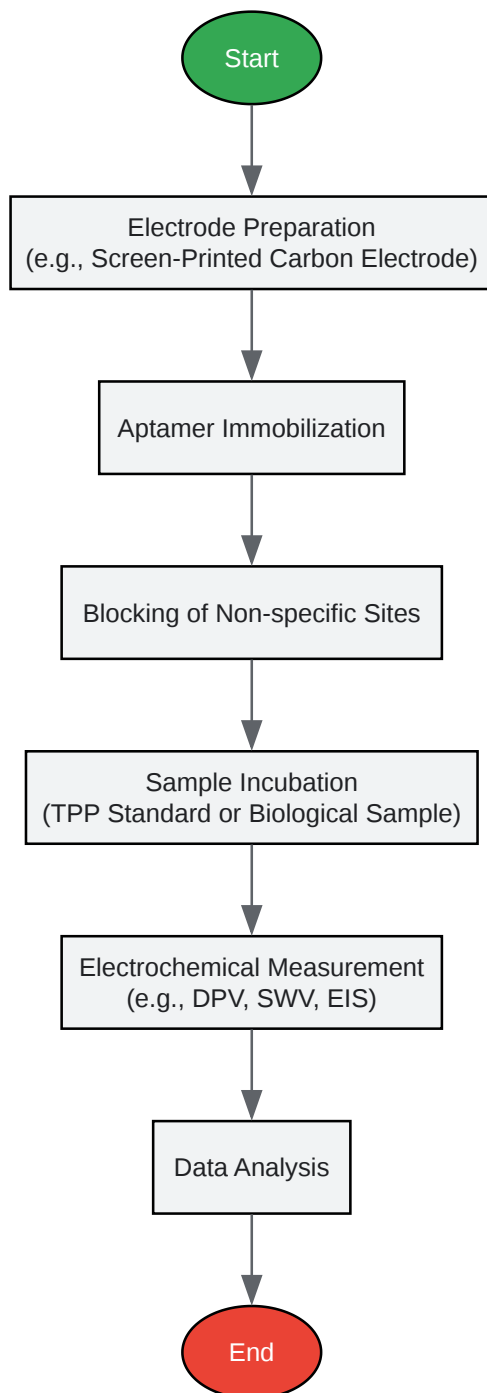 Start
Electrode Preparation
(e.g., Screen-Printed Carbon Electrode)
Aptamer Immobilization
Blocking of Non-specific Sites
Sample Incubation
(TPP Standard or Biological Sample)
Electrochemical Measurement
(e.g., DPV, SWV, EIS)
Data Analysis
End